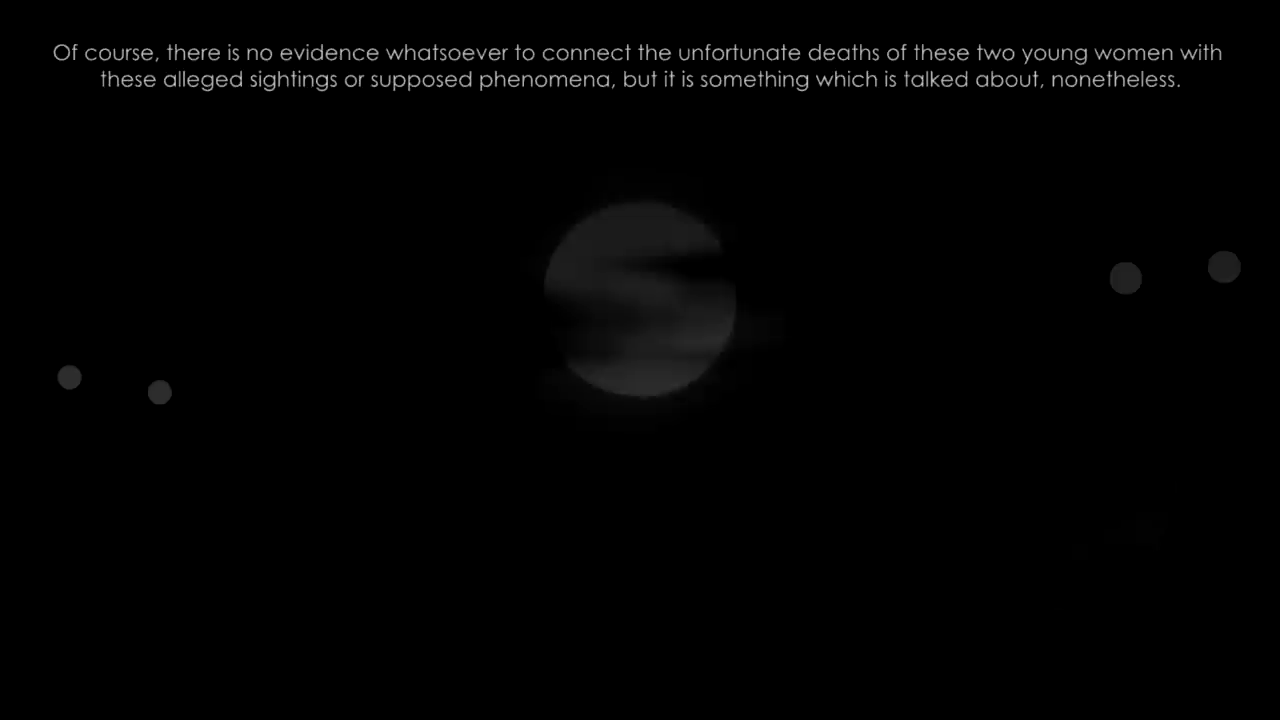 Of course, there is no evidence whatsoever to connect the unfortunate deaths of these two young women with
these alleged sightings or supposed phenomena, but it is something which is talked about, nonetheless.